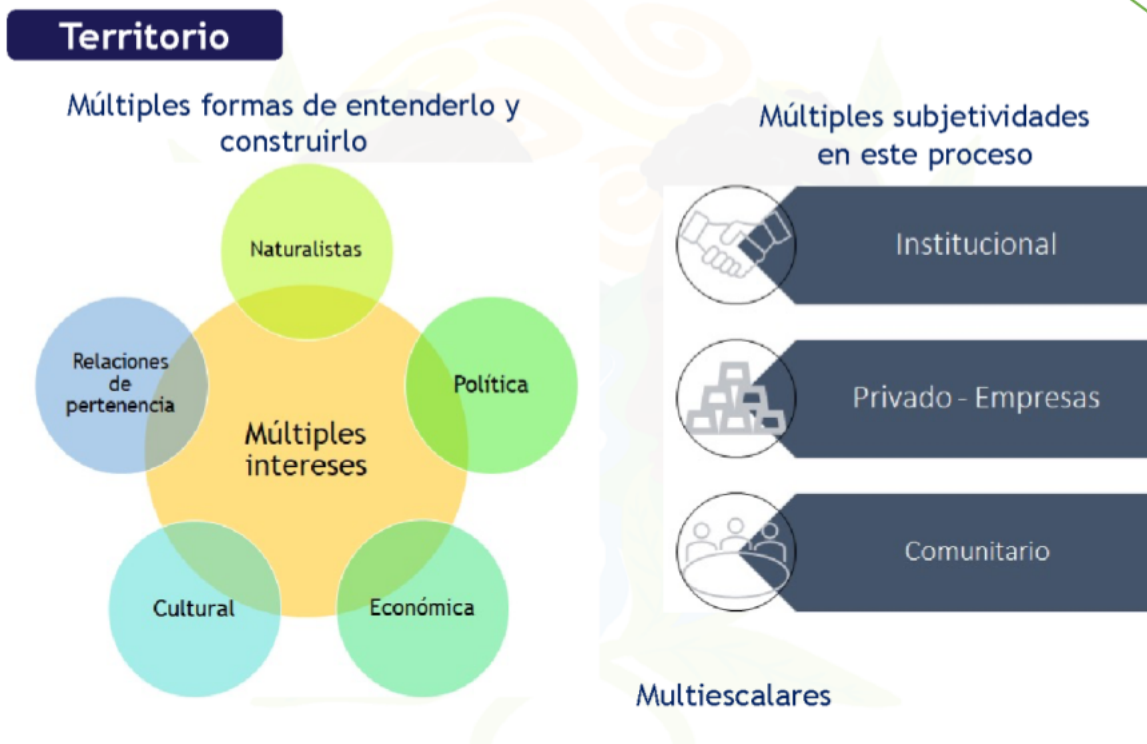 Territorio
Múltiples formas de entenderlo y
construirlo
Naturalistas
Relaciones
de
pertenencia
Política
Múltiples
intereses
Cultural
Económica
Múltiples subjetividades
en este proceso
Institucional
Privado - Empresas
Comunitario
Multiescalares